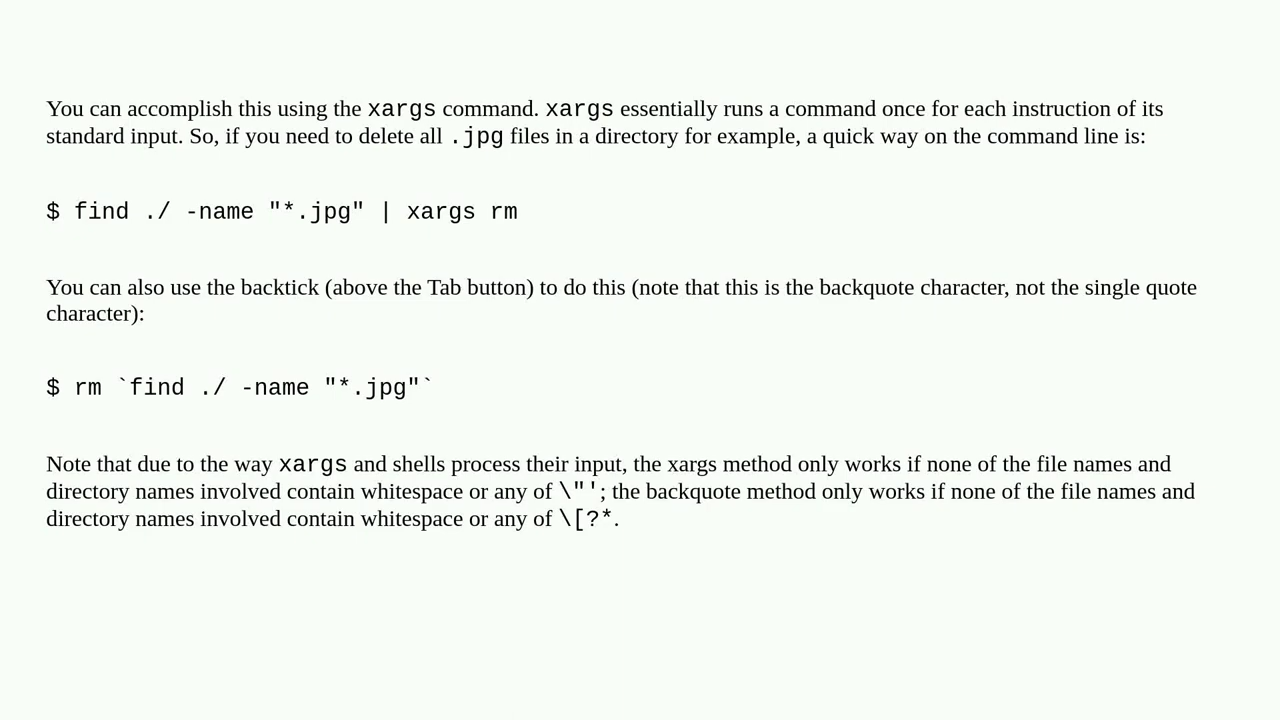 You can accomplish this using the xargs command. xargs essentially runs a command once for each instruction of its
standard input. So, if you need to delete all .jpg files in a directory for example, a quick way on the command line is:
$ find ./ -name "*.jpg" | xargs rm
You can also use the backtick (above the Tab button) to do this (note that this is the backquote character, not the single quote
character):
$ rm `find ./ -name "*.jpg"`
Note that due to the way xargs and shells process their input, the xargs method only works if none of the file names and
directory names involved contain whitespace or any of \"'; the backquote method only works if none of the file names and
directory names involved contain whitespace or any of \[?*.